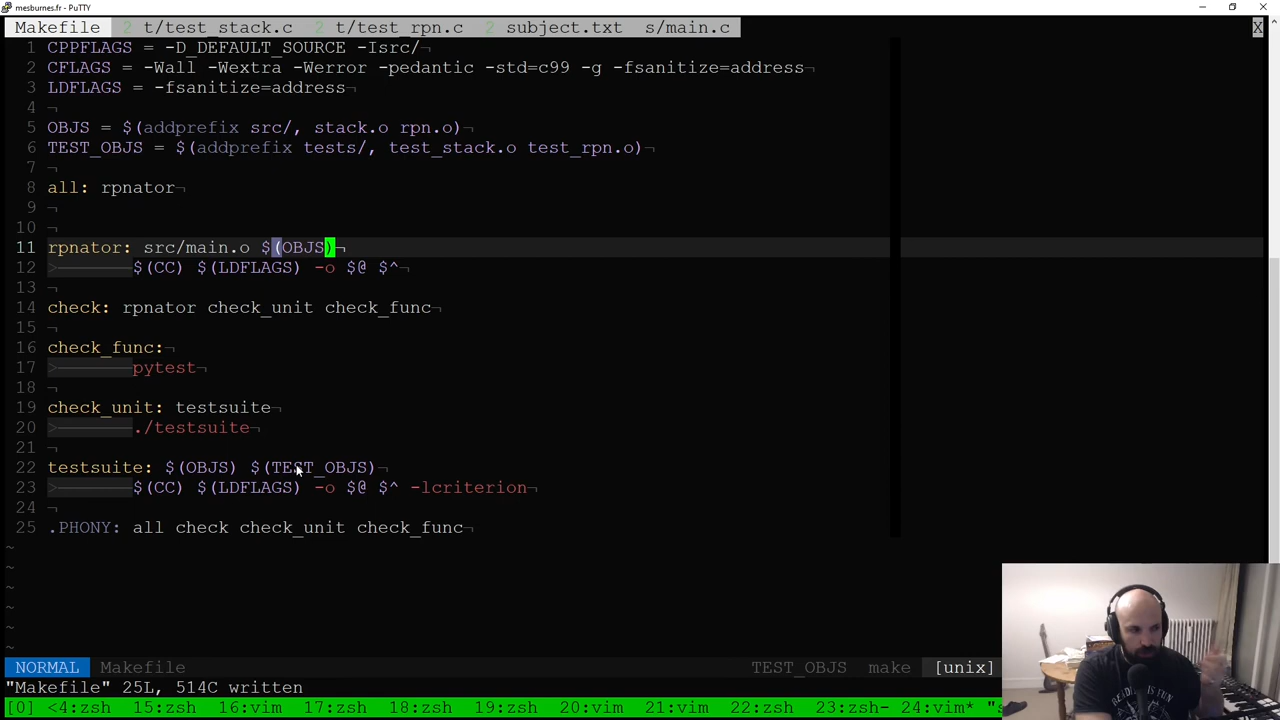 mesburnes.fr - PuTTY
Makefile 2 t/test_stack.c 2 t/test_rpn.c 2 subject.txt s/main.c X
1 CPPFLAGS = -D_DEFAULT_SOURCE -Isrc/¬
2 CFLAGS = -Wall -Wextra -Werror -pedantic -std=c99 -g -fsanitize=address¬
3 LDFLAGS = -fsanitize=address¬
4 ¬
5 OBJS = $(addprefix src/, stack.o rpn.o)¬
6 TEST_OBJS = $(addprefix tests/, test_stack.o test_rpn.o)¬
7 ¬
8 all: rpnator¬
9 ¬
10 ¬
11 rpnator: src/main.o $(OBJS)¬
12 >———————$(CC) $(LDFLAGS) -o $@ $^¬
13 ¬
14 check: rpnator check_unit check_func¬
15 ¬
16 check_func:¬
17 >———————pytest¬
18 ¬
19 check_unit: testsuite¬
20 >———————./testsuite¬
21 ¬
22 testsuite: $(OBJS) $(TEST_OBJS)¬
23 >———————$(CC) $(LDFLAGS) -o $@ $^ -lcriterion¬
24 ¬
25 .PHONY: all check check_unit check_func¬
~
~
~
~
~
~
NORMAL Makefile TEST_OBJS make [unix]
"Makefile" 25L, 514C written
[0] <4:zsh 15:zsh 16:vim 17:zsh 18:zsh 19:zsh 20:vim 21:vim 22:zsh 23:zsh- 24:vim* "s